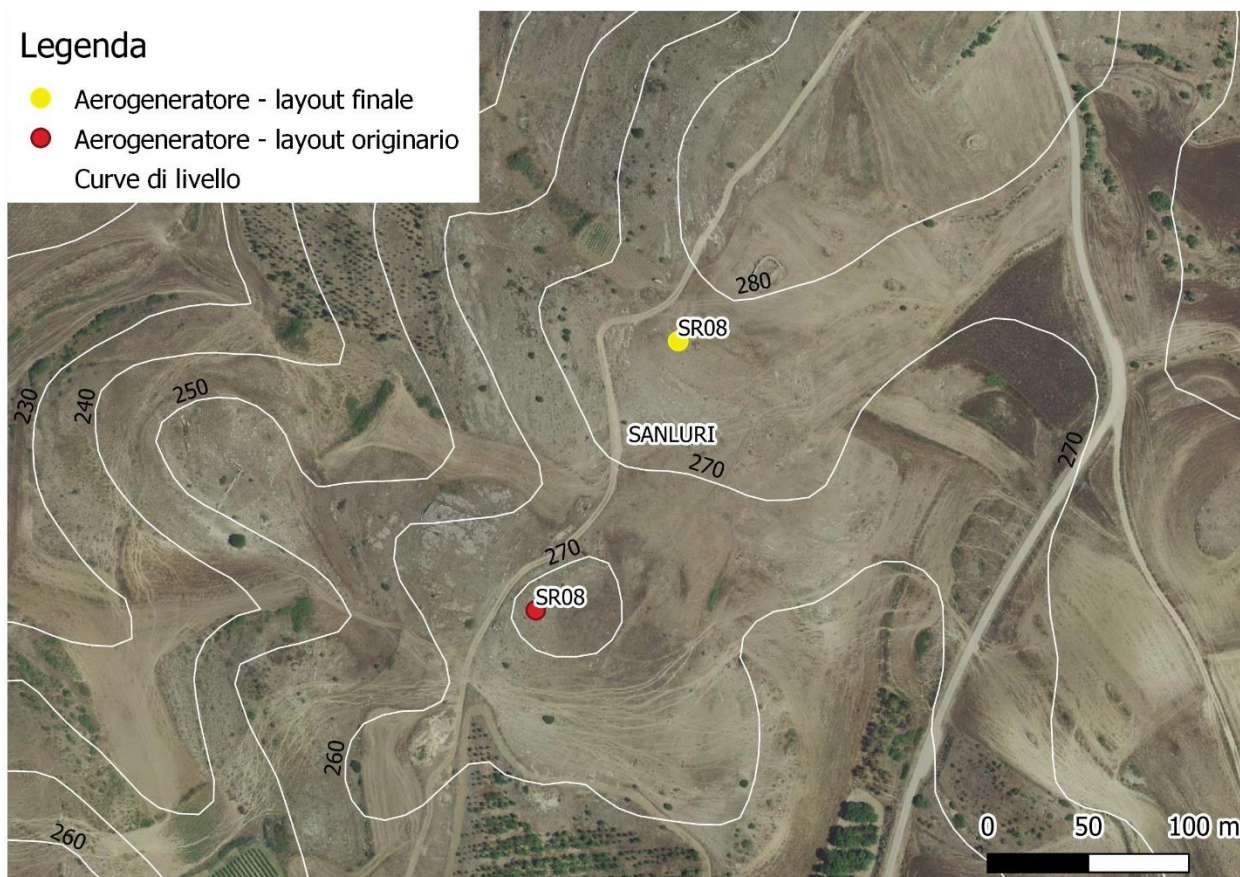 Legenda
Aerogeneratore - layout finale
Aerogeneratore - layout originario
Curve di livello
280
SR08
250
230
240
SANLURI
270
270
270
SR08
260
260
0 50 100 m